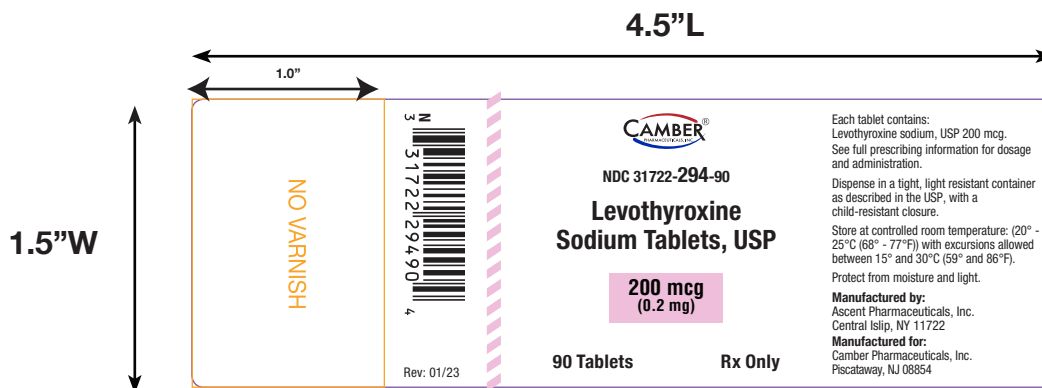 4.5”L
1.0”
1.5”W
NO VARNISH
N
3 31722 29490 4
Rev: 01/23
CAMBER®
PHARMACEUTICALS, INC
NDC 31722-294-90
Levothyroxine
Sodium Tablets, USP
200 mcg
(0.2 mg)
90 Tablets Rx Only
Each tablet contains:
Levothyroxine sodium, USP 200 mcg.
See full prescribing information for dosage
and administration.
Dispense in a tight, light resistant container
as described in the USP, with a
child-resistant closure.
Store at controlled room temperature: (20° -
25°C (68° - 77°F)) with excursions allowed
between 15° and 30°C (59° and 86°F).
Protect from moisture and light.
Manufactured by:
Ascent Pharmaceuticals, Inc.
Central Islip, NY 11722
Manufactured for:
Camber Pharmaceuticals, Inc.
Piscataway, NJ 08854